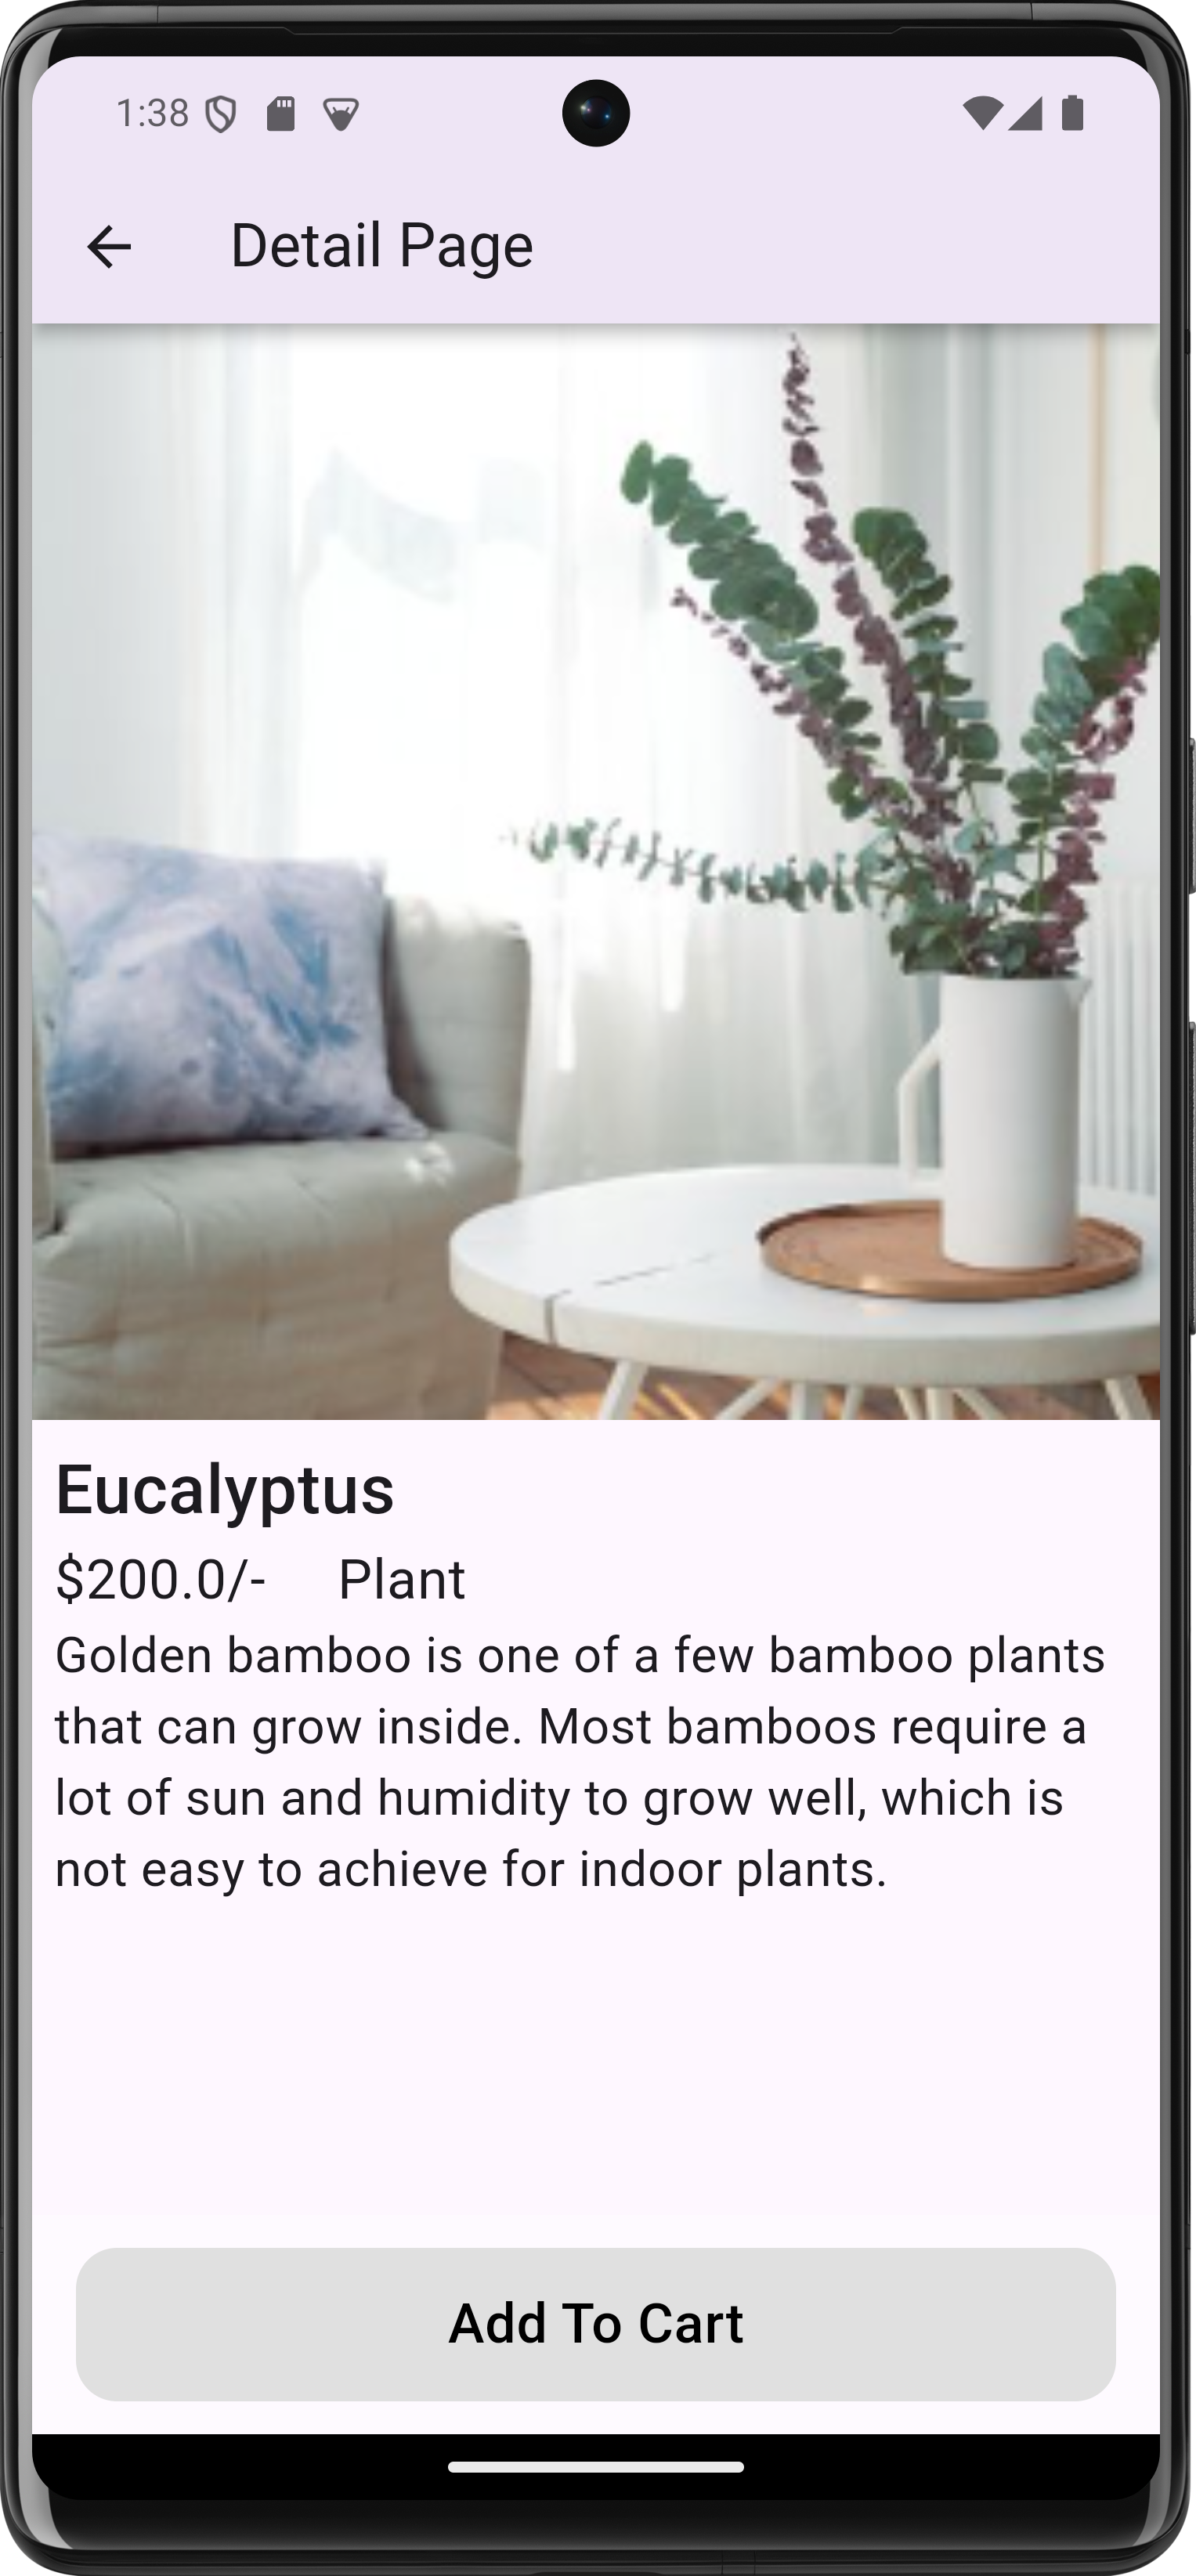 1:38
Detail Page
Eucalyptus
$200.0/- Plant
Golden bamboo is one of a few bamboo plants
that can grow inside. Most bamboos require a
lot of sun and humidity to grow well, which is
not easy to achieve for indoor plants.
Add To Cart